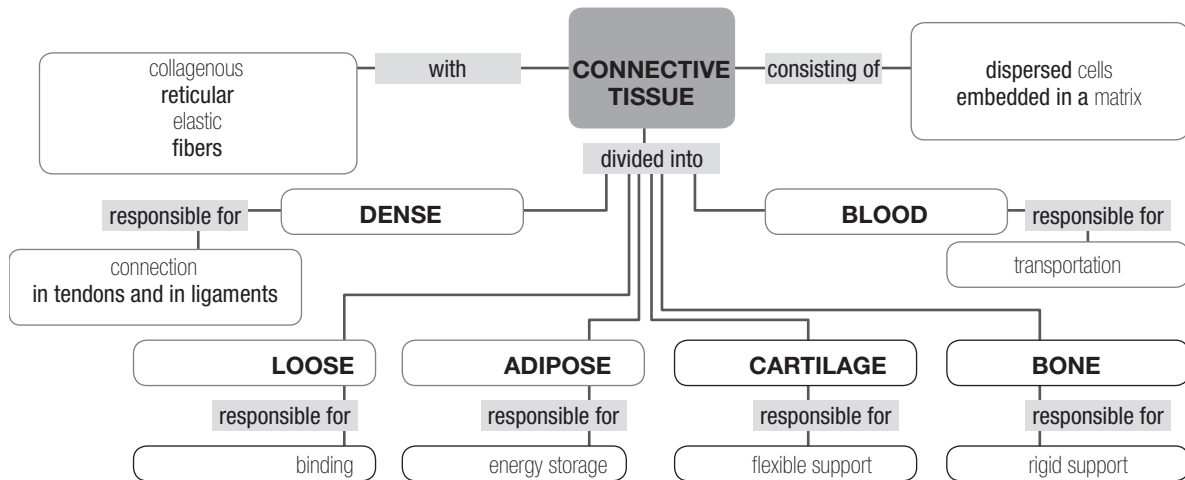 collagenous
reticular
elastic
fibers
with
CONNECTIVE
TISSUE
consisting of
dispersed cells
embedded in a matrix
divided into
responsible for
DENSE
BLOOD
responsible for
connection
in tendons and in ligaments
transportation
LOOSE
ADIPOSE
CARTILAGE
BONE
responsible for
responsible for
responsible for
responsible for
binding
energy storage
flexible support
rigid support